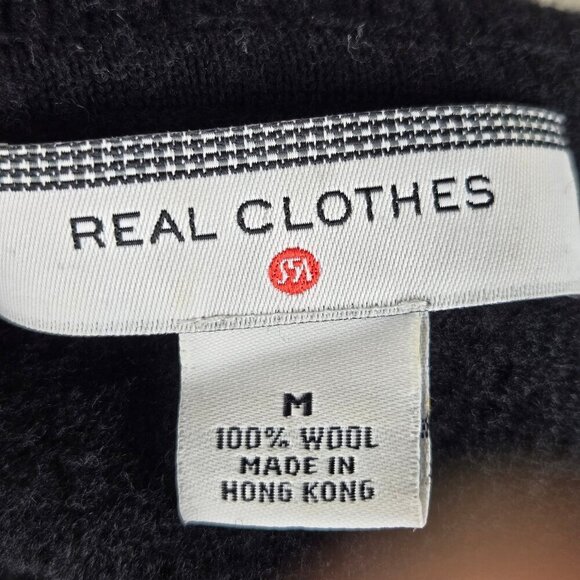 REAL CLOTHES
M
100% WOOL
MADE IN
HONG KONG